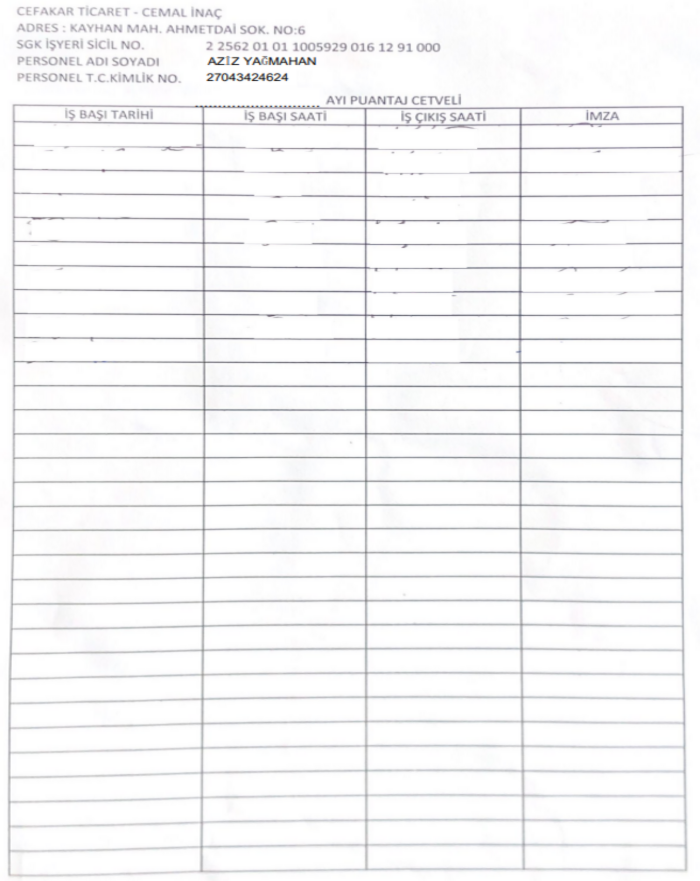 CEFAKAR TİCARET - CEMAL İNAÇ
ADRES : KAYHAN MAH. AHMETDAİ SOK. NO:6
SGK İŞYERİ SİCİL NO. 2 2562 01 01 1005929 016 12 91 000
PERSONEL ADI SOYADI AZİZ YAĞMAHAN
PERSONEL T.C.KİMLİK NO. 27043424624
........................ AYI PUANTAJ CETVELİ
İŞ BAŞI TARİHİ İŞ BAŞI SAATİ İŞ ÇIKIŞ SAATİ İMZA